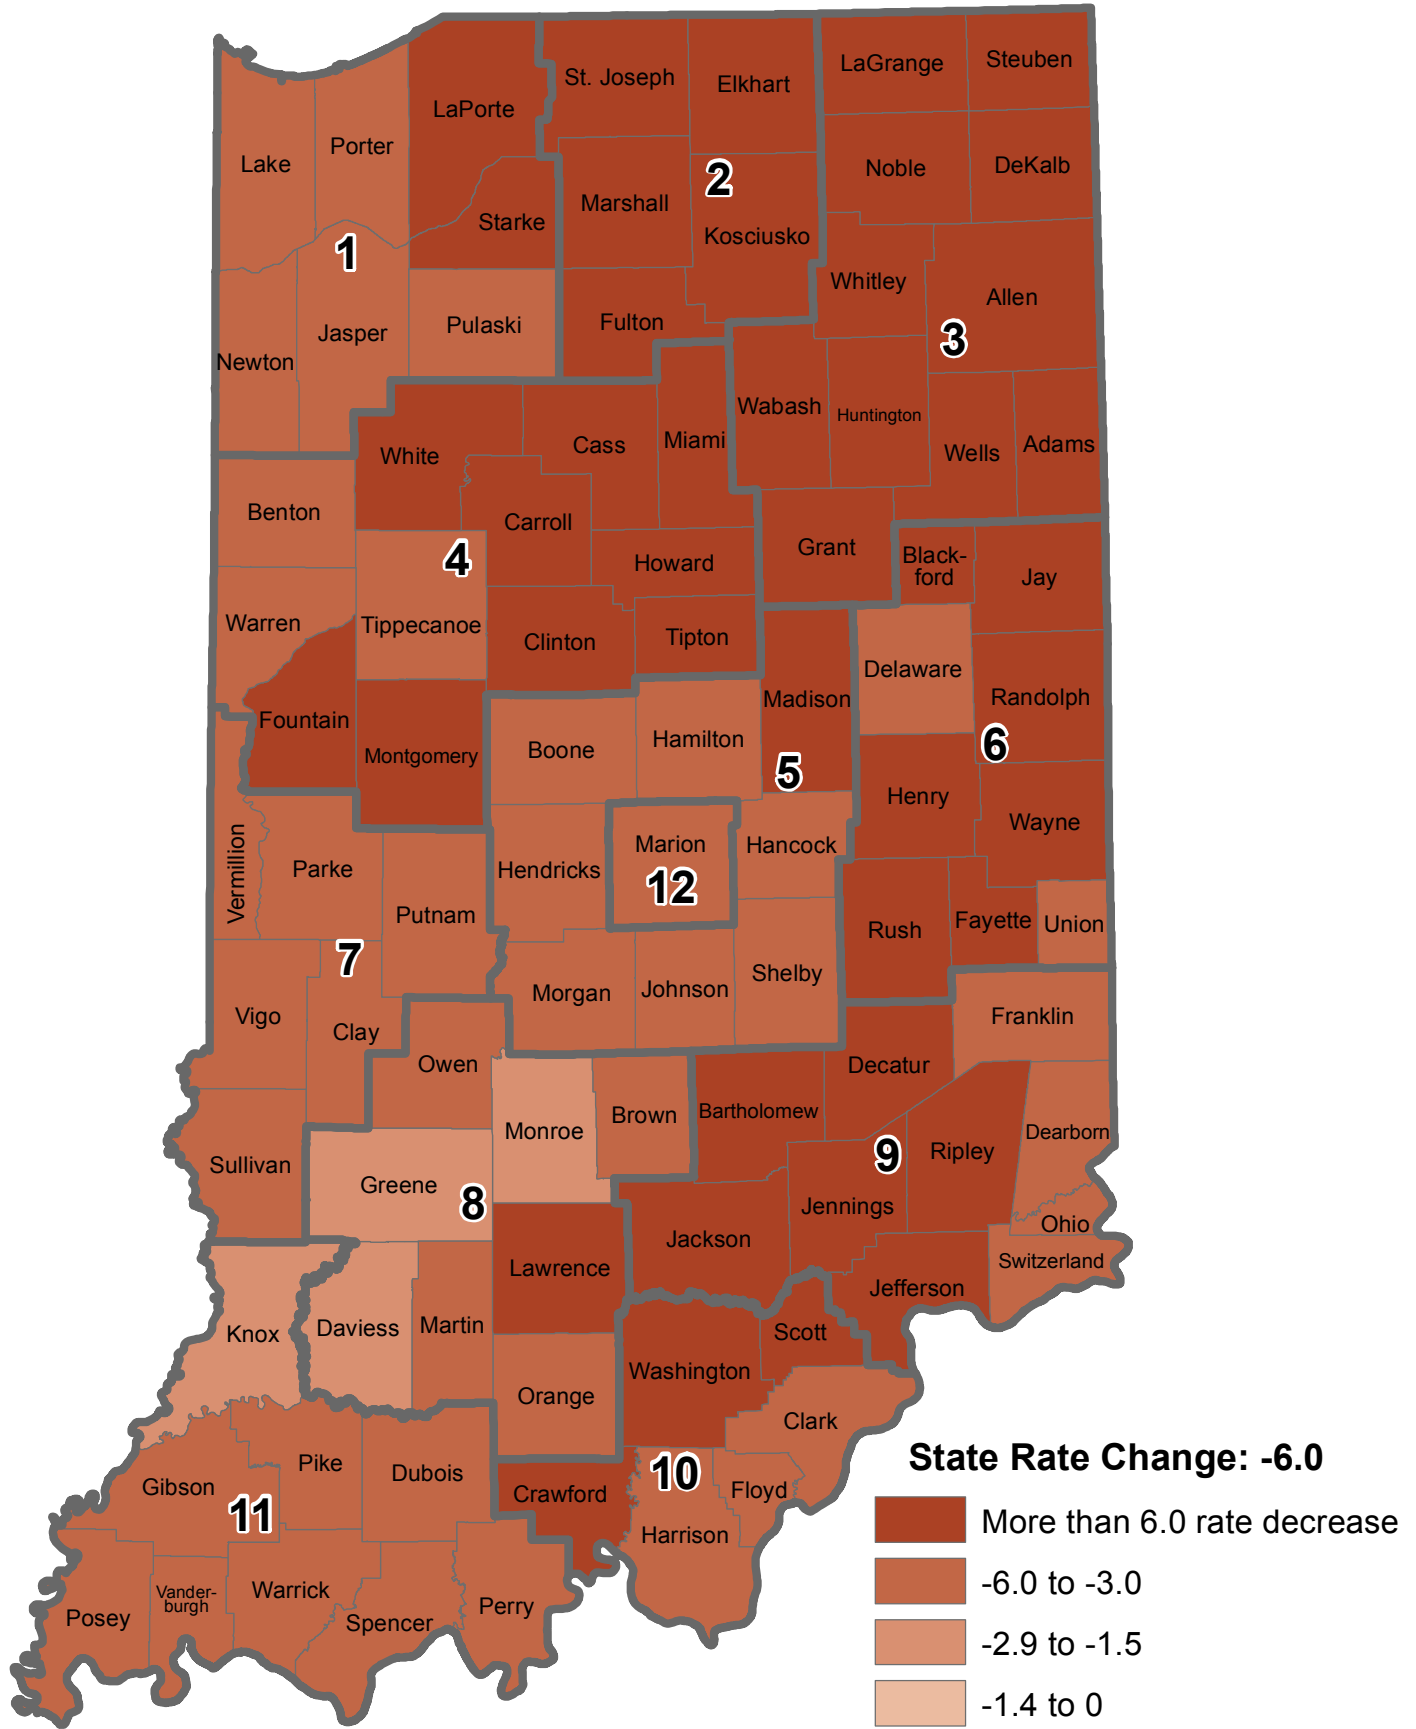 LaGrange
Steuben
St. Joseph
Elkhart
LaPorte
Porter
Lake
Noble
DeKalb
2
Marshall
Starke
Kosciusko
1
Whitley
Allen
Fulton
Pulaski
Jasper
3
Newton
Wabash
Huntington
Miami
Cass
White
Wells
Adams
Benton
Carroll
4
Grant
Howard
Black-
ford
Jay
Warren
Tippecanoe
Clinton
Tipton
Delaware
Madison
Randolph
Fountain
Hamilton
Boone
Montgomery
6
5
Henry
Wayne
Marion
Hancock
Vermillion
Parke
Hendricks
12
Putnam
Rush
Fayette
Union
7
Shelby
Johnson
Morgan
Vigo
Clay
Franklin
Owen
Decatur
Bartholomew
Brown
Monroe
Dearborn
Ripley
9
Sullivan
Greene
8
Jennings
Ohio
Jackson
Switzerland
Lawrence
Jefferson
Knox
Daviess
Martin
Scott
Washington
Orange
Clark
Pike
Dubois
10
Gibson
Crawford
Floyd
11
Harrison
Warrick
Vander-
burgh
Perry
Posey
Spencer
State Rate Change: -6.0
More than 6.0 rate decrease
-6.0 to -3.0
-2.9 to -1.5
-1.4 to 0